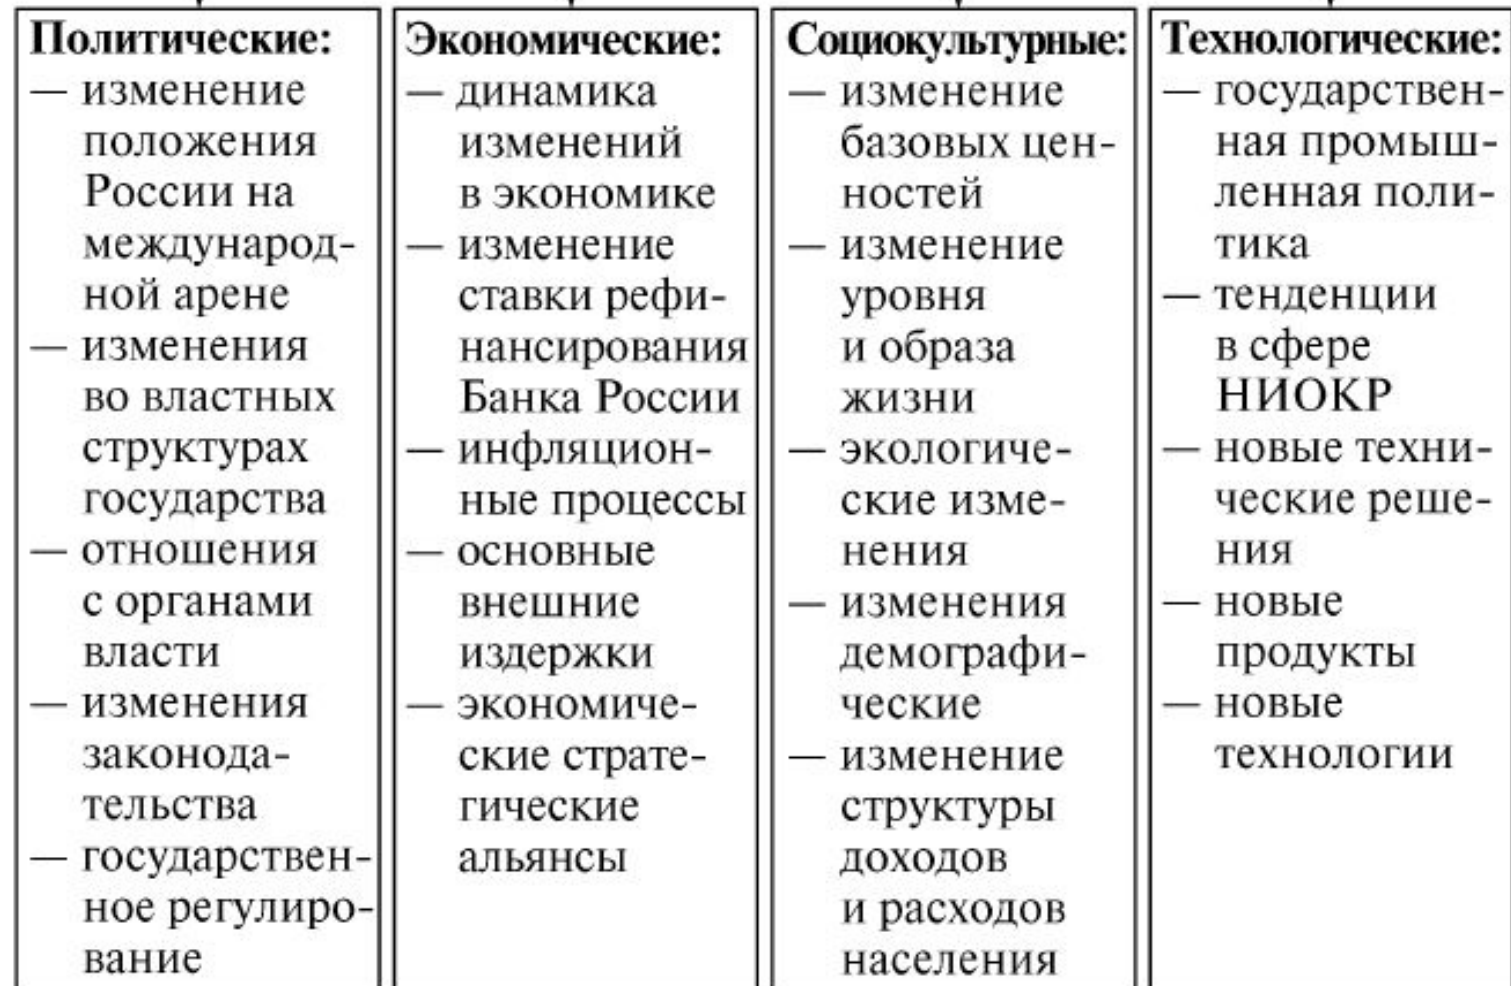 Политические:
— изменение
положения
России на
международ-
ной арене
— изменения
во властных
структурах
государства
— отношения
с органами
власти
— изменения
законода-
тельства
— государствен-
ное регулиро-
вание
Экономические:
— динамика
изменений
в экономике
— изменение
ставки рефи-
нансирования
Банка России
— инфляцион-
ные процессы
— основные
внешние
издержки
— экономиче-
ские страте-
гические
альянсы
Социокультурные:
— изменение
базовых цен-
ностей
— изменение
уровня
и образа
жизни
— экологиче-
ские изме-
нения
— изменения
демографи-
ческие
— изменение
структуры
доходов
и расходов
населения
Технологические:
— государствен-
ная промыш-
ленная поли-
тика
— тенденции
в сфере
НИОКР
— новые техни-
ческие реше-
ния
— новые
продукты
— новые
технологии